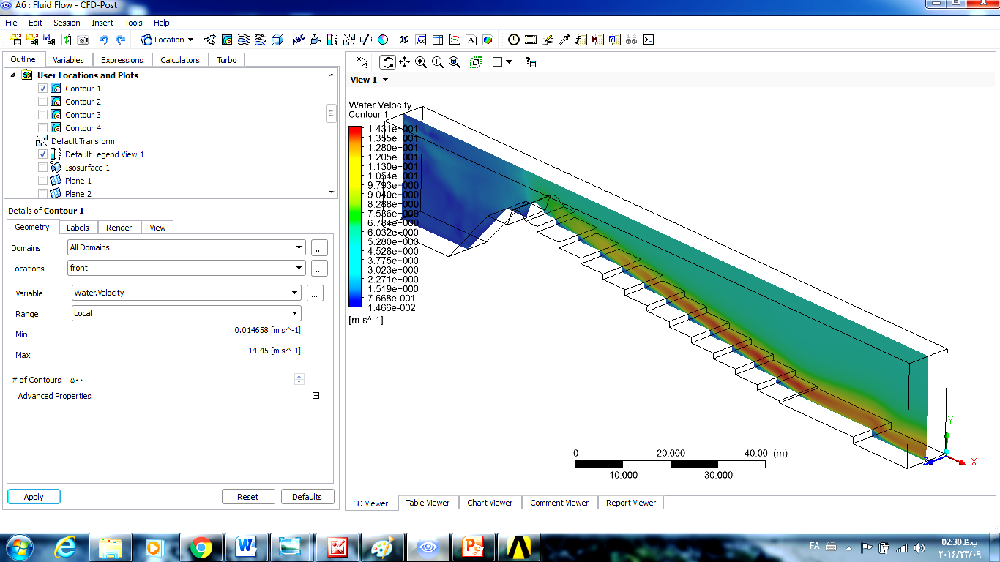 A6 : Fluid Flow - CFD-Post
File Edit Session Insert Tools Help
Location
Outline Variables Expressions Calculators Turbo
User Locations and Plots
Contour 1
Contour 2
Contour 3
Contour 4
Default Transform
Default Legend View 1
Isosurface 1
Plane 1
Plane 2
Details of Contour 1
Geometry Labels Render View
Domains All Domains ...
Locations front ...
Variable Water.Velocity ...
Range Local
Min 0.014658 [m s^-1]
Max 14.45 [m s^-1]
# of Contours ۵۰۰
Advanced Properties
Apply Reset Defaults
View 1
Water.Velocity
Contour 1
1.431e+001
1.355e+001
1.280e+001
1.205e+001
1.130e+001
1.054e+001
9.793e+000
9.040e+000
8.288e+000
7.536e+000
6.784e+000
6.032e+000
5.280e+000
4.528e+000
3.775e+000
3.023e+000
2.271e+000
1.519e+000
7.668e-001
1.466e-002
[m s^-1]
0 20.000 40.00 (m)
10.000 30.000
Y
X
Z
3D Viewer Table Viewer Chart Viewer Comment Viewer Report Viewer
FA
02:30 ب.ظ
۲۰۱۶/۲۳/۰۹